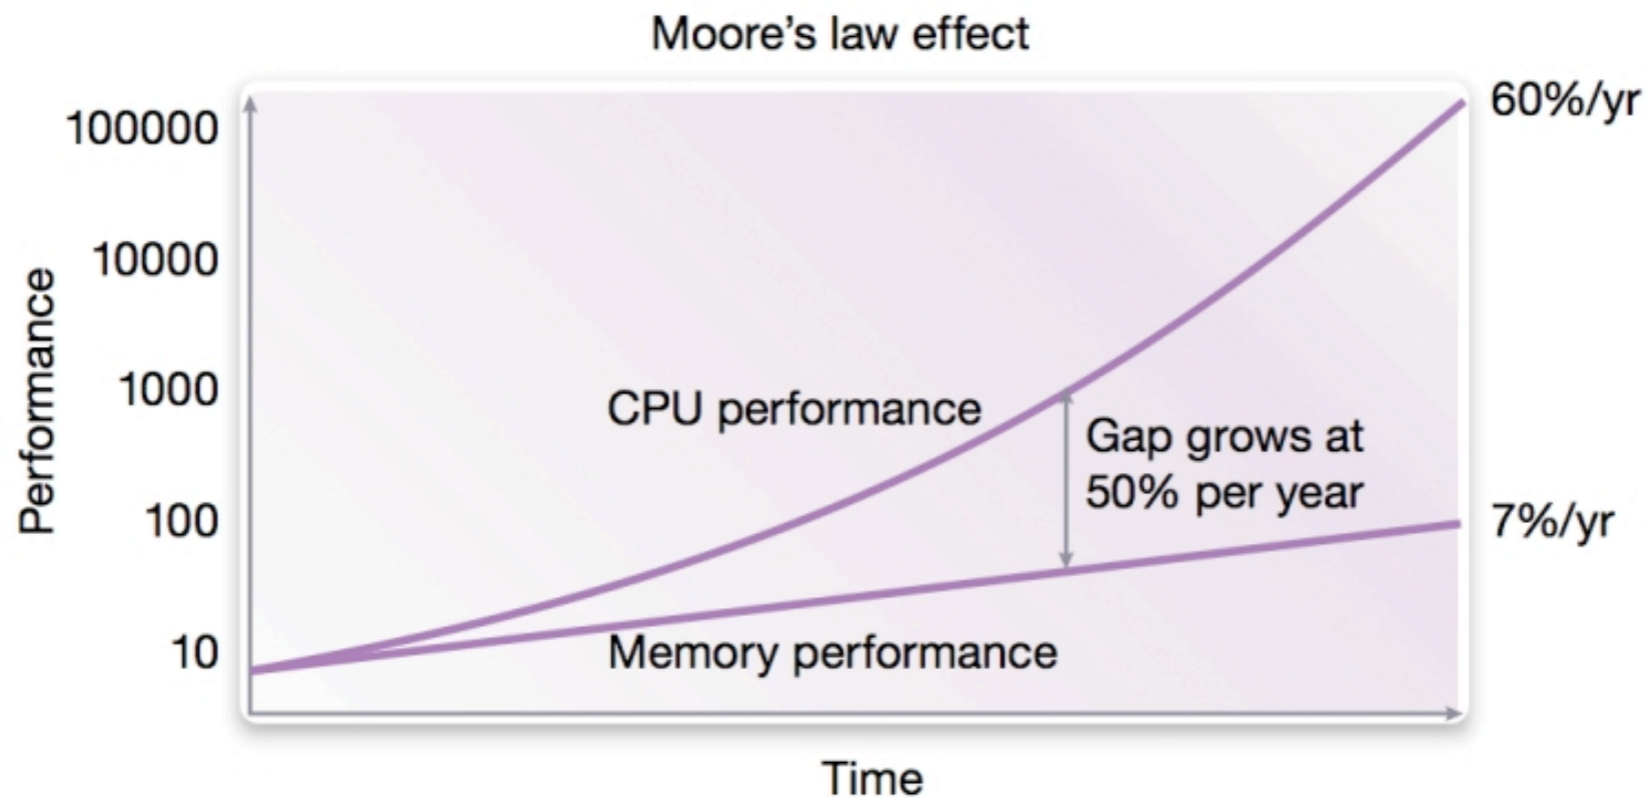 Moore's law effect
100000
10000
1000
100
10
Performance
60%/yr
CPU performance
Gap grows at
50% per year
7%/yr
Memory performance
Time